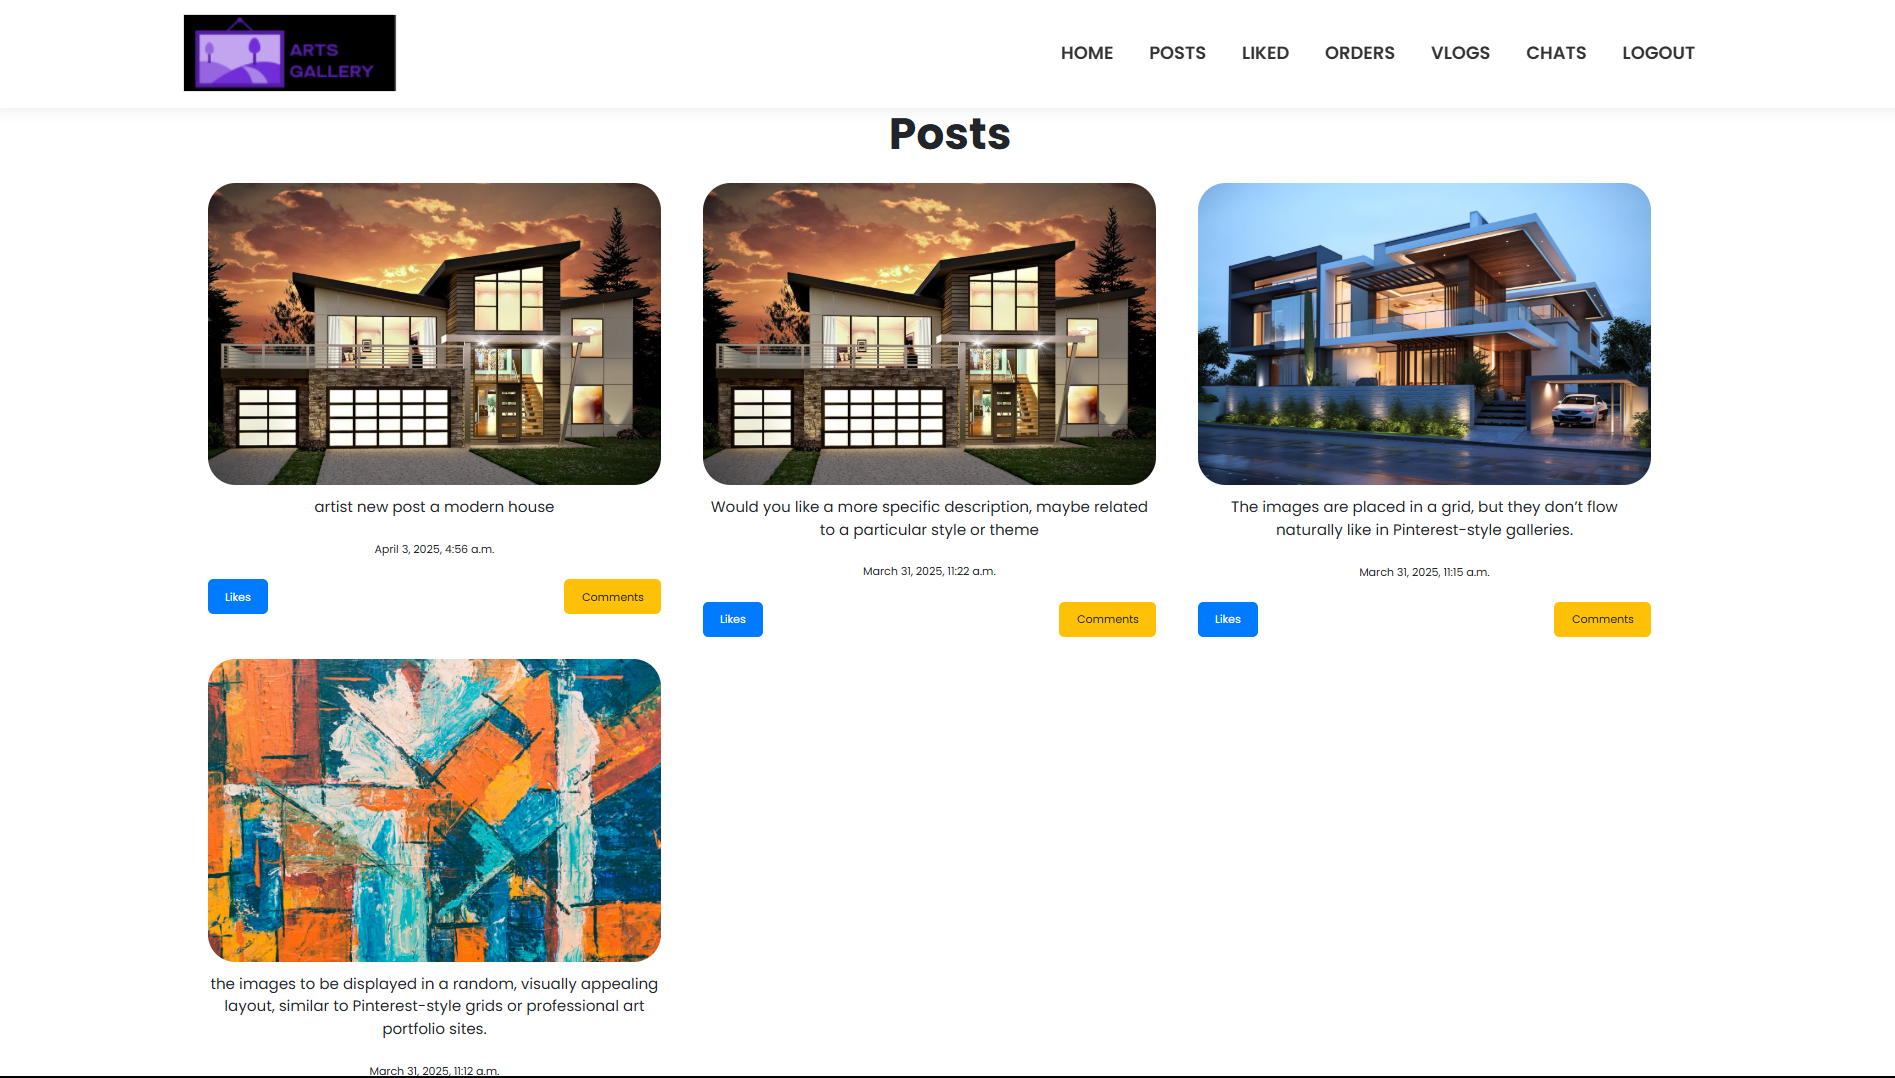 ARTS
GALLERY
HOME POSTS LIKED ORDERS VLOGS CHATS LOGOUT
Posts
artist new post a modern house
April 3, 2025, 4:56 a.m.
Likes Comments
Would you like a more specific description, maybe related
to a particular style or theme
March 31, 2025, 11:22 a.m.
Likes Comments
The images are placed in a grid, but they don’t flow
naturally like in Pinterest-style galleries.
March 31, 2025, 11:15 a.m.
Likes Comments
the images to be displayed in a random, visually appealing
layout, similar to Pinterest-style grids or professional art
portfolio sites.
March 31, 2025, 11:12 a.m.